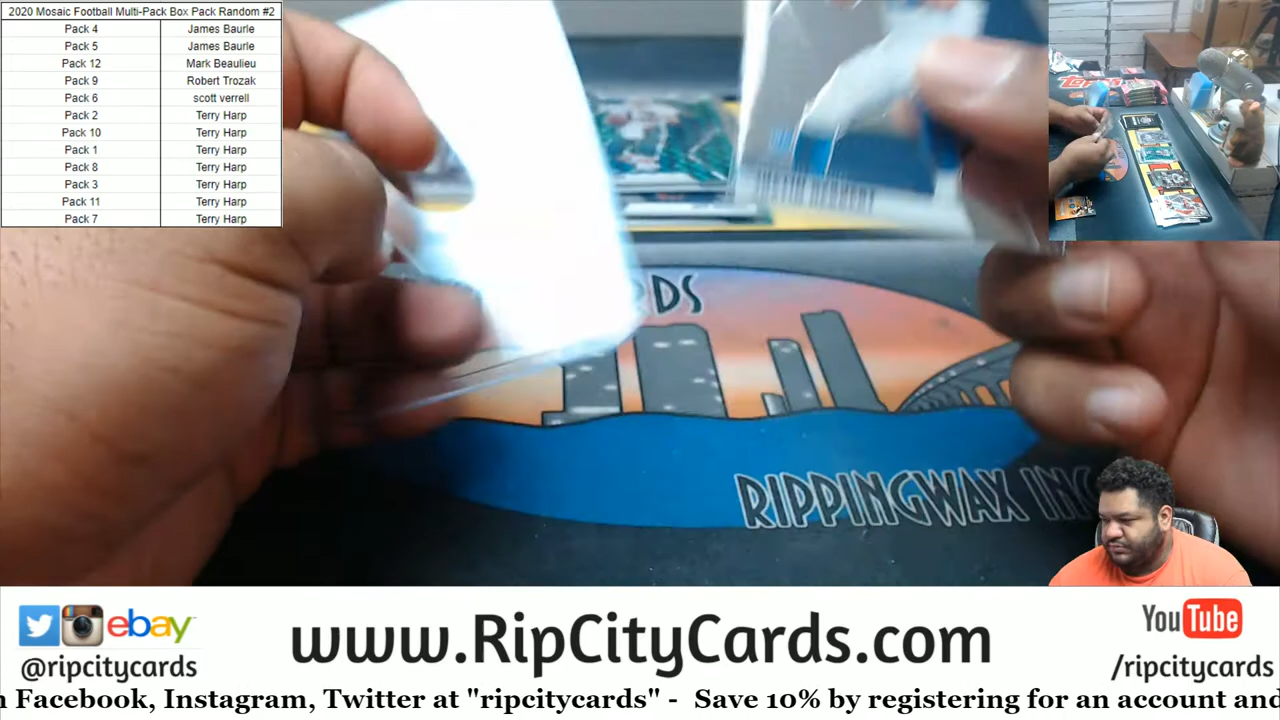 2020 Mosaic Football Multi-Pack Box Pack Random #2
Pack 4 James Baurle
Pack 5 James Baurle
Pack 12 Mark Beaulieu
Pack 9 Robert Trozak
Pack 6 scott verrell
Pack 2 Terry Harp
Pack 10 Terry Harp
Pack 1 Terry Harp
Pack 8 Terry Harp
Pack 3 Terry Harp
Pack 11 Terry Harp
Pack 7 Terry Harp
RIPPINGWAX INC
ebay
@ripcitycards
www.RipCityCards.com
YouTube
/ripcitycards
Facebook, Instagram, Twitter at "ripcitycards" - Save 10% by registering for an account and